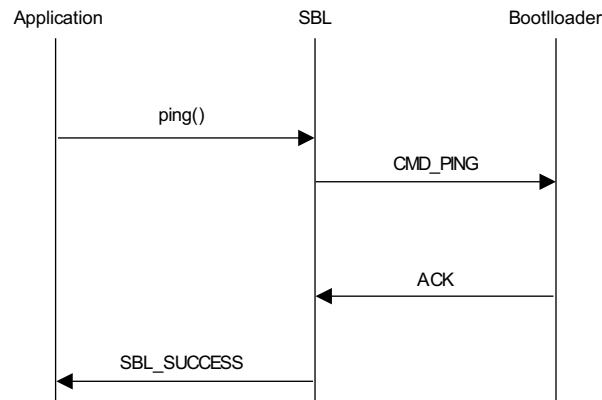 Application
SBL
Bootlloader
ping()
CMD_PING
ACK
SBL_SUCCESS